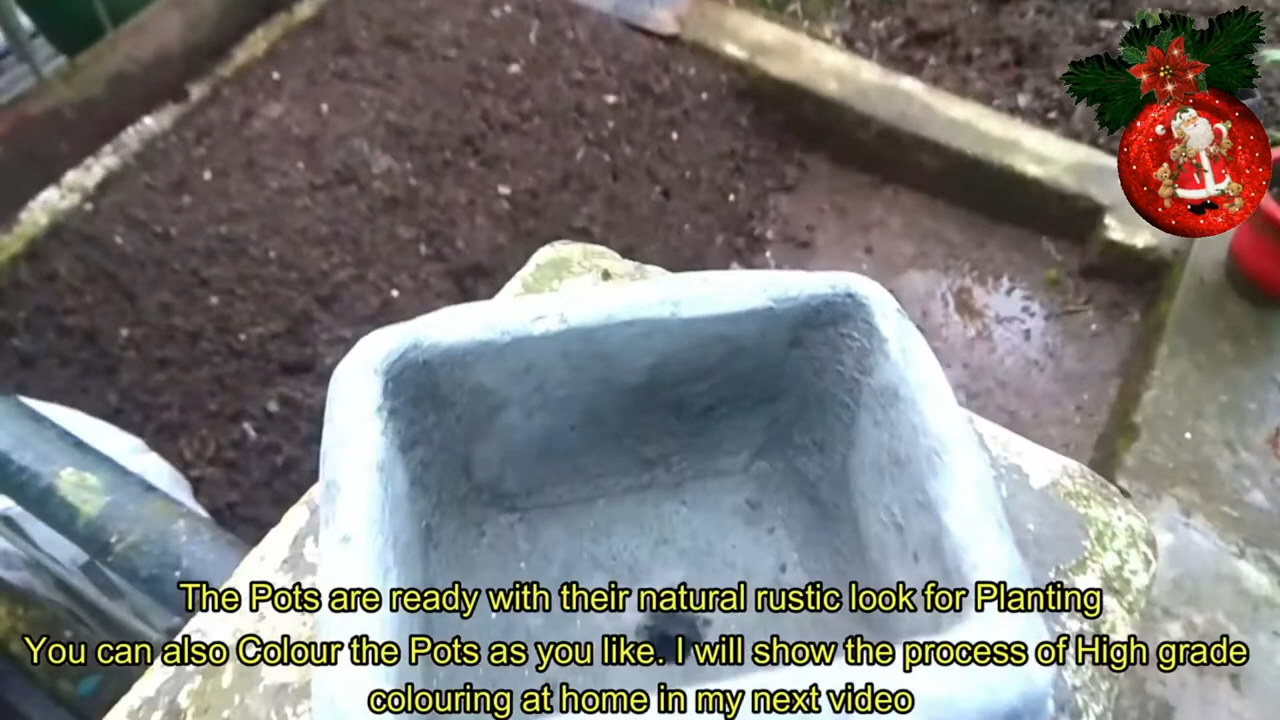 The Pots are ready with their natural rustic look for Planting
You can also Colour the Pots as you like. I will show the process of High grade
colouring at home in my next video